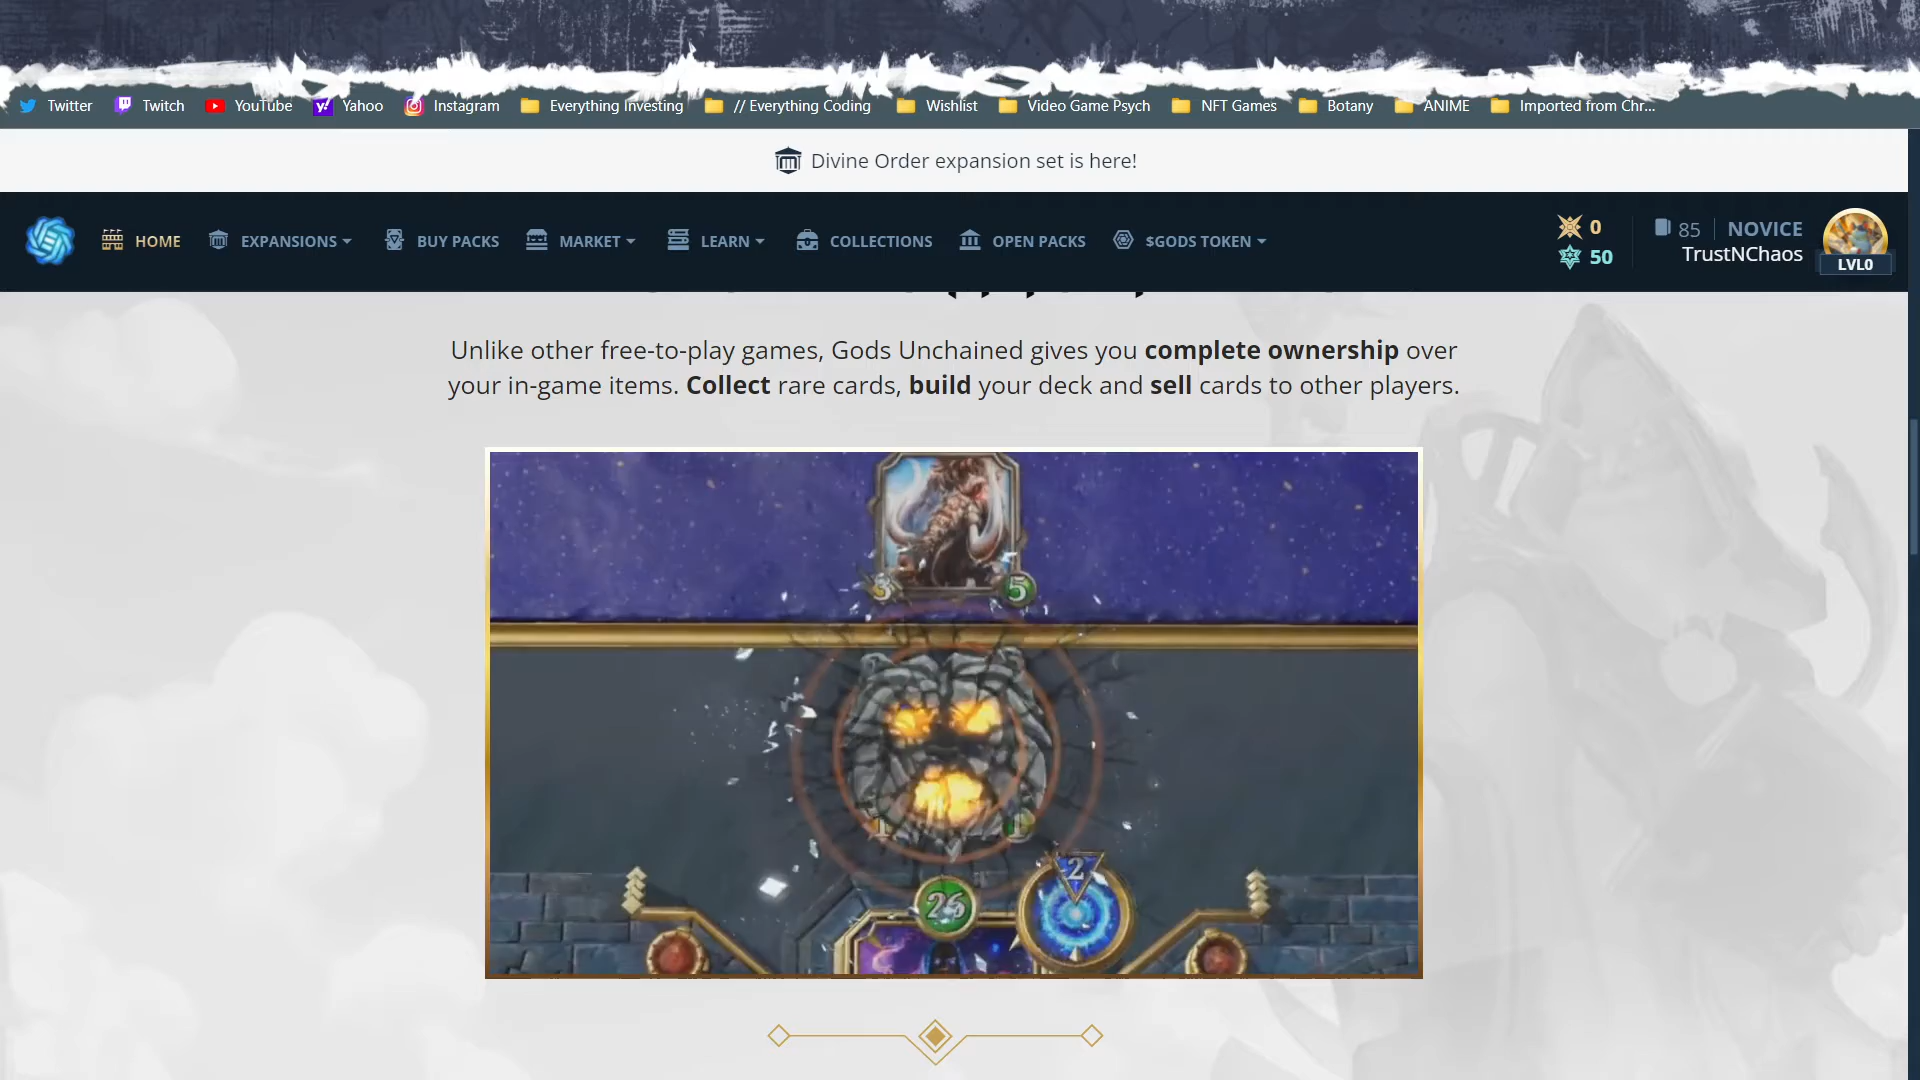 Twitter Twitch YouTube Yahoo Instagram Everything Investing // Everything Coding Wishlist Video Game Psych NFT Games Botany ANIME Imported from Chr...
Divine Order expansion set is here!
HOME EXPANSIONS BUY PACKS MARKET LEARN COLLECTIONS OPEN PACKS $GODS TOKEN
0
50
85 NOVICE
TrustNChaos
LVL0
Unlike other free-to-play games, Gods Unchained gives you complete ownership over
your in-game items. Collect rare cards, build your deck and sell cards to other players.
3 5
1 1
2
26